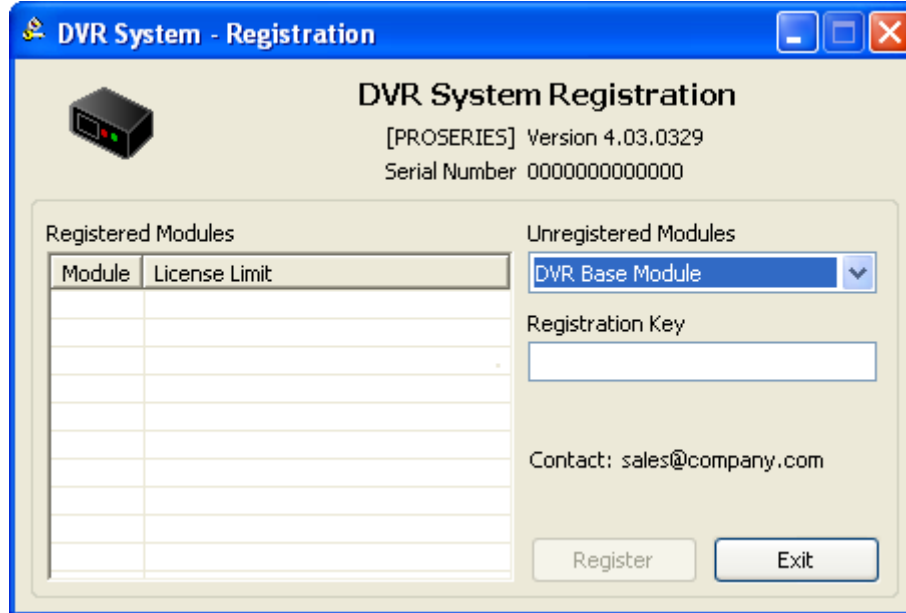 DVR System - Registration
DVR System Registration
[PROSERIES] Version 4.03.0329
Serial Number 0000000000000
Registered Modules
Module License Limit
Unregistered Modules
DVR Base Module
Registration Key
Contact: sales@company.com
Register Exit